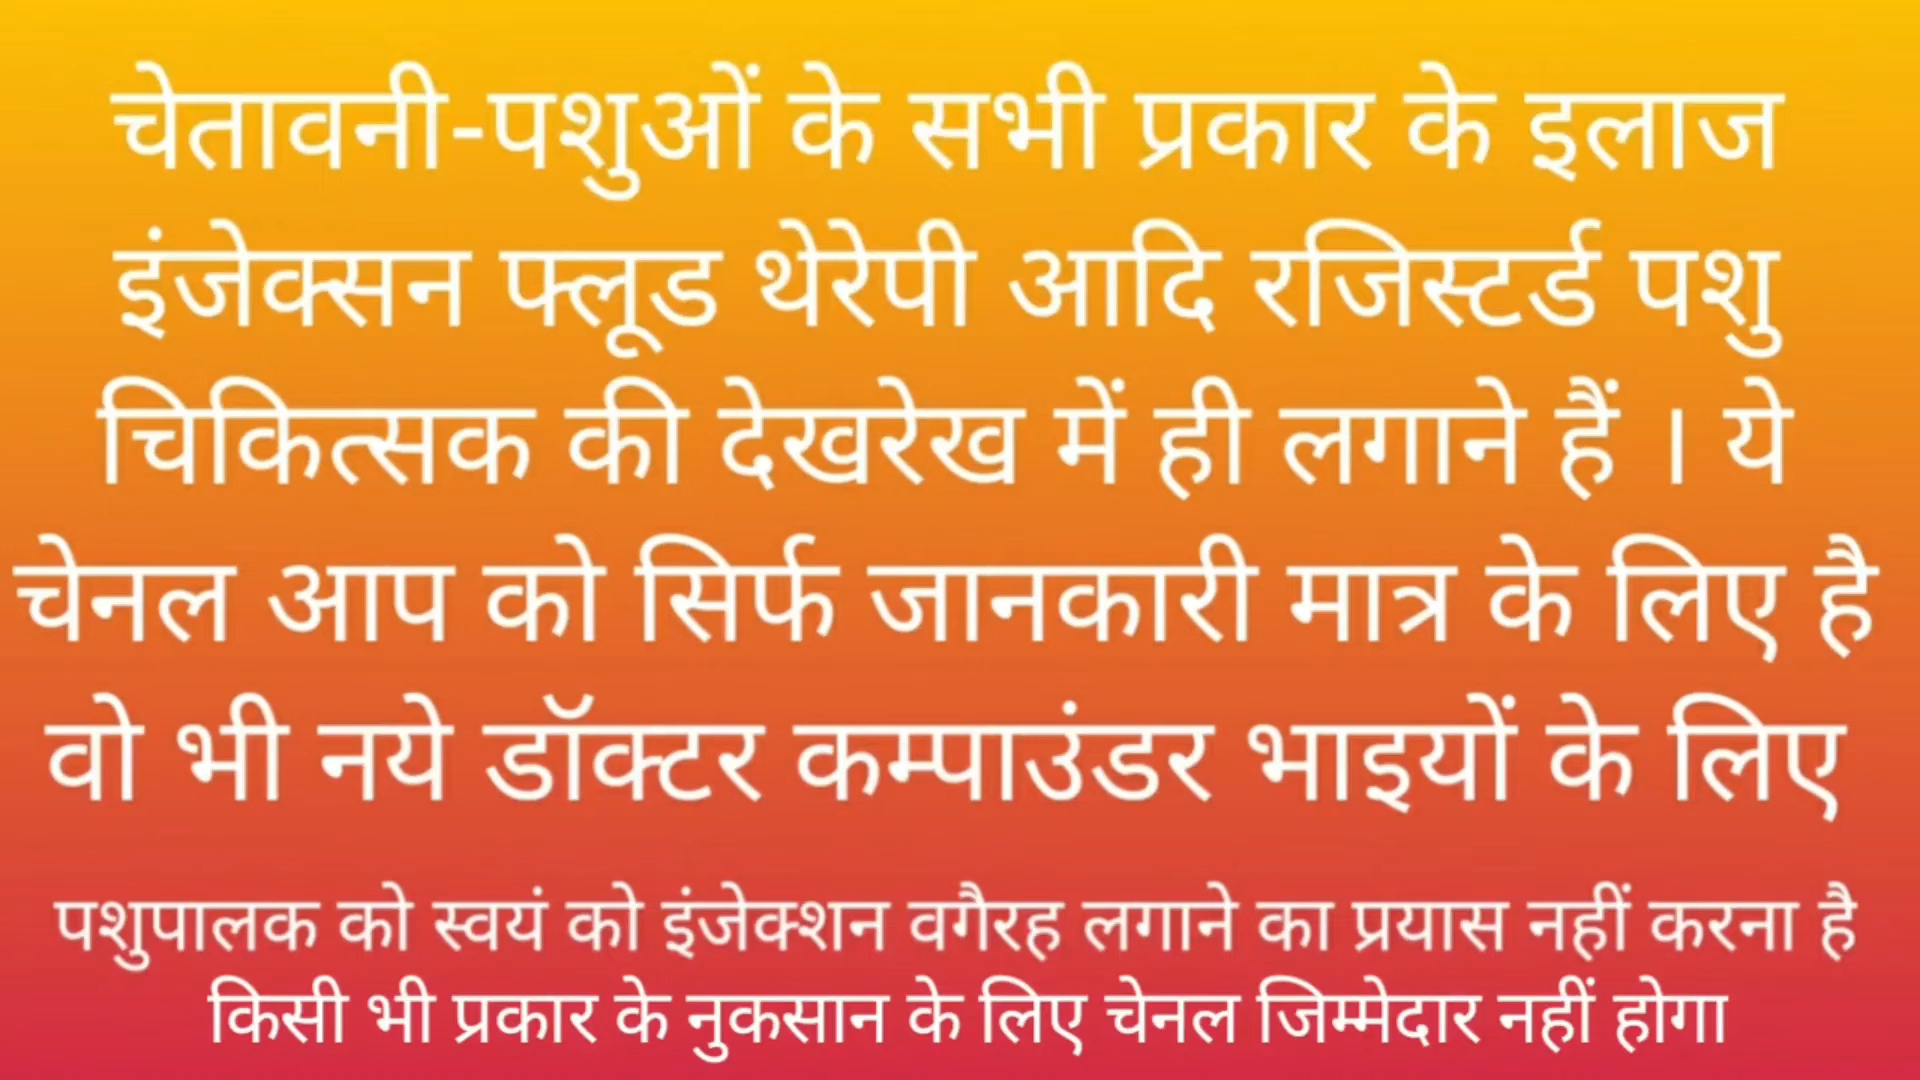 चेतावनी-पशुओं के सभी प्रकार के इलाज
इंजेक्सन फ्लूड थेरेपी आदि रजिस्टर्ड पशु
चिकित्सक की देखरेख में ही लगाने हैं । ये
चेनल आप को सिर्फ जानकारी मात्र के लिए है
वो भी नये डॉक्टर कम्पाउंडर भाइयों के लिए
पशुपालक को स्वयं को इंजेक्शन वगैरह लगाने का प्रयास नहीं करना है
किसी भी प्रकार के नुकसान के लिए चेनल जिम्मेदार नहीं होगा